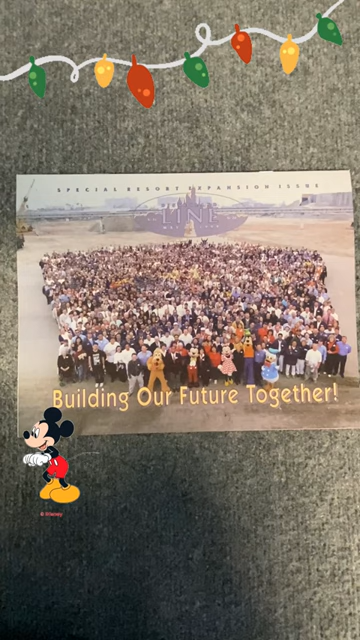 SPECIAL RESORT EXPANSION ISSUE
LINE
Building Our Future Together!
© Disney